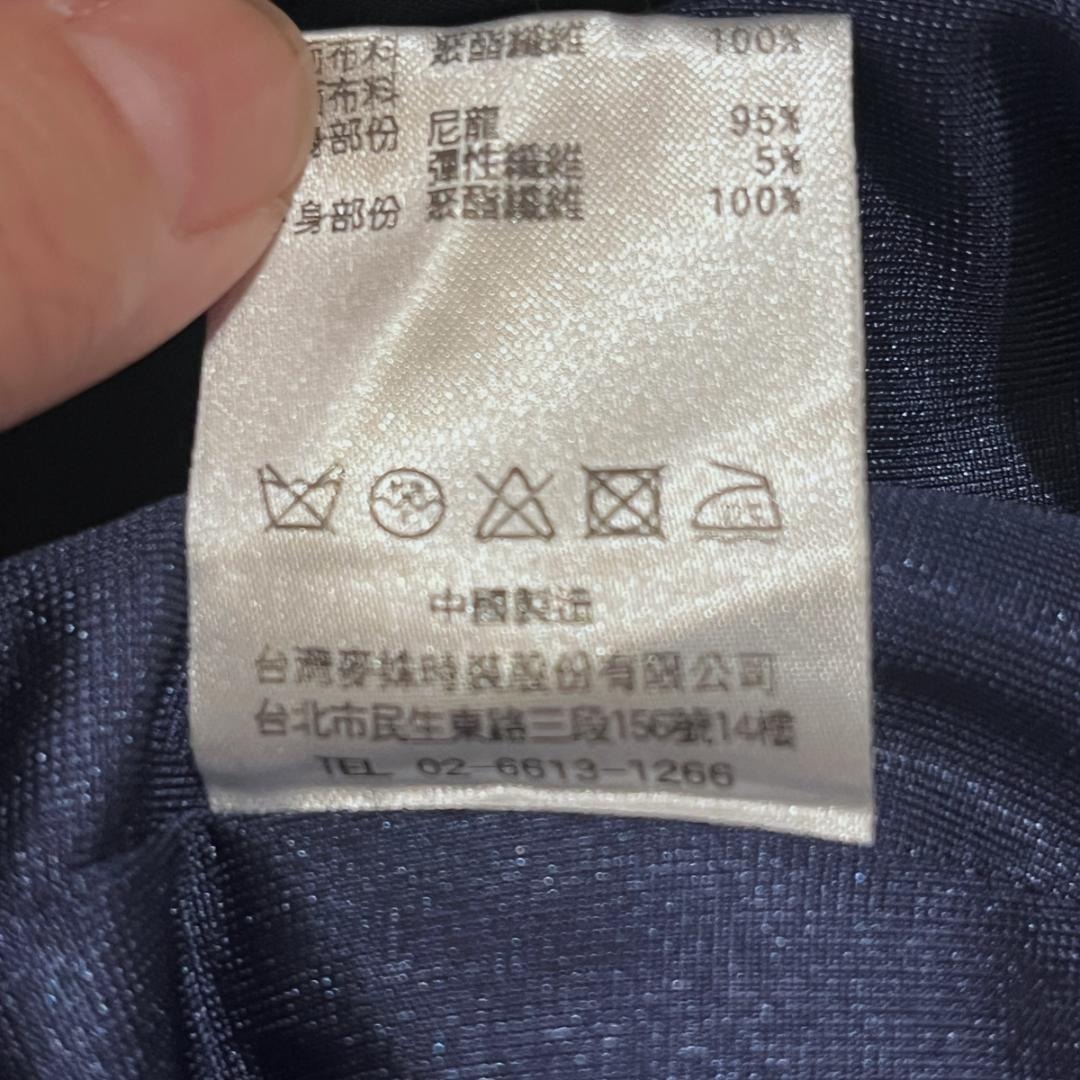 布料 聚酯纖維 100%
布料
身部份 尼龍 95%
彈性纖維 5%
身部份 聚酯纖維 100%
中國製造
台灣麥絲時裝股份有限公司
台北市民生東路三段156號14樓
TEL 02-6613-1266